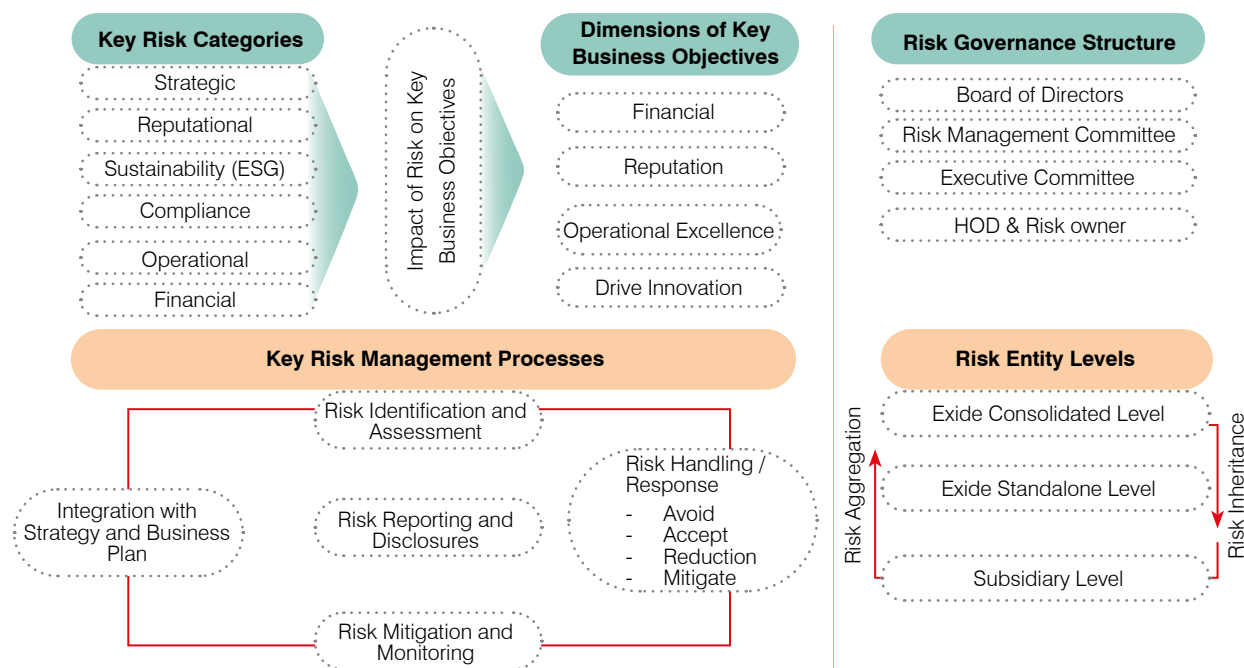 Key Risk Categories
Strategic
Reputational
Sustainability (ESG)
Compliance
Operational
Financial
Impact of Risk on Key
Business Objectives
Dimensions of Key
Business Objectives
Financial
Reputation
Operational Excellence
Drive Innovation
Risk Governance Structure
Board of Directors
Risk Management Committee
Executive Committee
HOD & Risk owner
Key Risk Management Processes
Risk Identification and
Assessment
Integration with
Strategy and Business
Plan
Risk Reporting and
Disclosures
Risk Handling /
Response
- Avoid
- Accept
- Reduction
- Mitigate
Risk Mitigation and
Monitoring
Risk Entity Levels
Risk Aggregation
Exide Consolidated Level
Exide Standalone Level
Subsidiary Level
Risk Inheritance